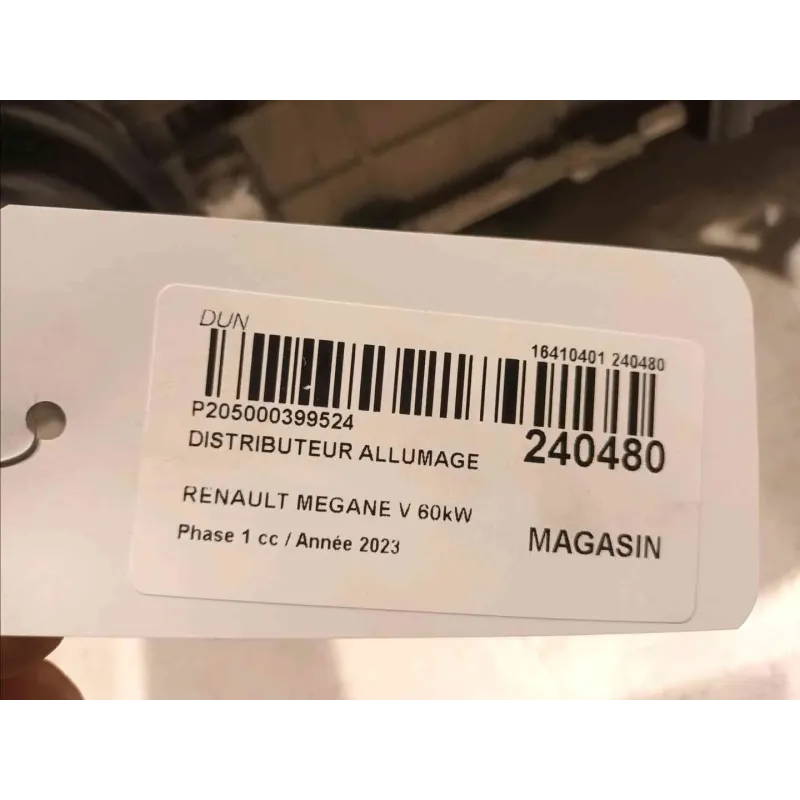 DUN
16410401 240480
P205000399524
240480
DISTRIBUTEUR ALLUMAGE
RENAULT MEGANE V 60kW
Phase 1 cc / Année 2023
MAGASIN